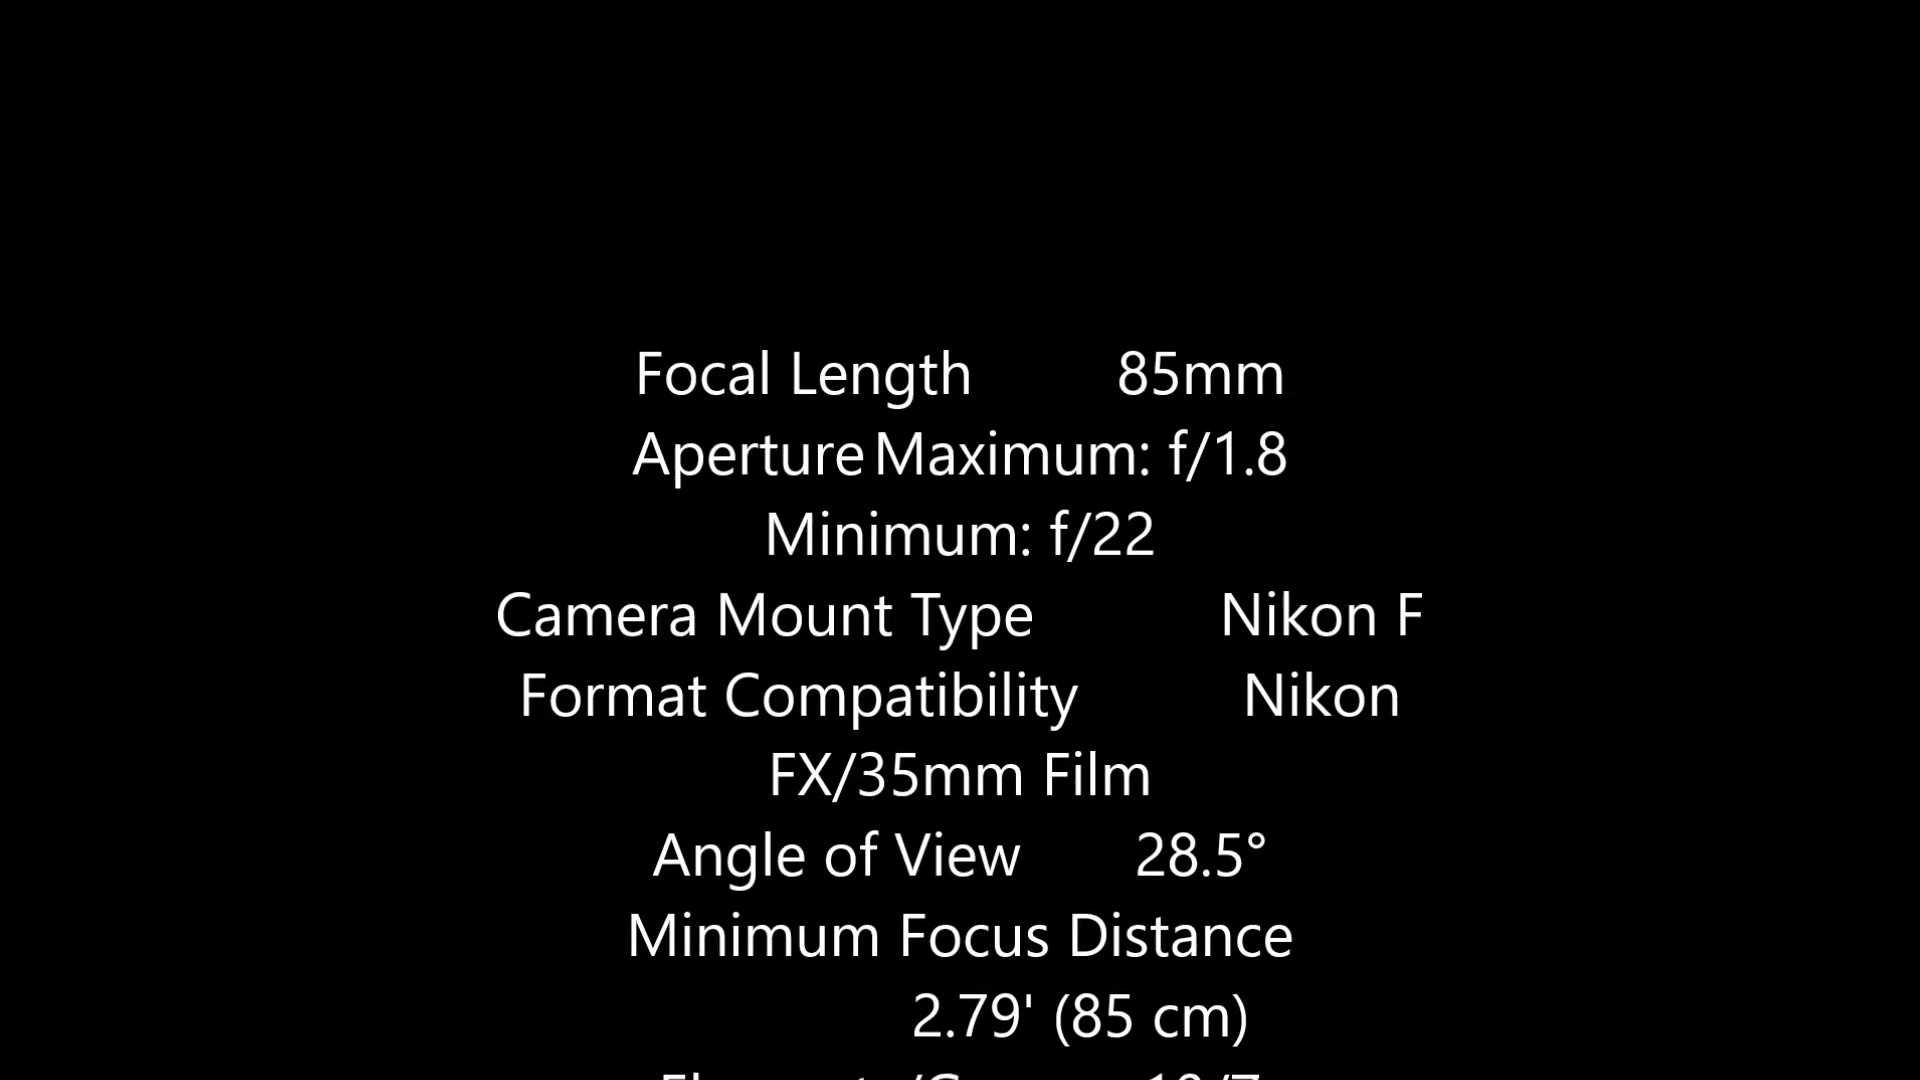 Focal Length 85mm
Aperture Maximum: f/1.8
Minimum: f/22
Camera Mount Type Nikon F
Format Compatibility Nikon
FX/35mm Film
Angle of View 28.5°
Minimum Focus Distance
2.79' (85 cm)